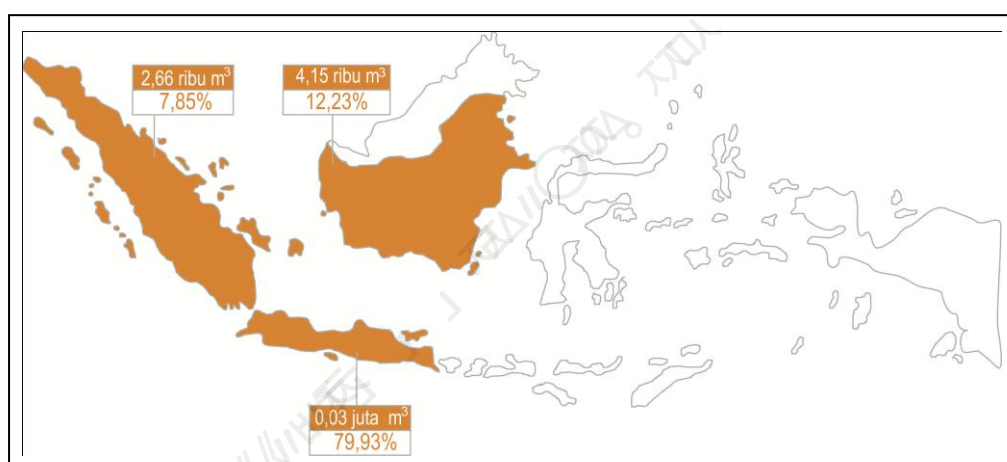 2,66 ribu m³
7,85%
4,15 ribu m³
12,23%
0,03 juta m³
79,93%